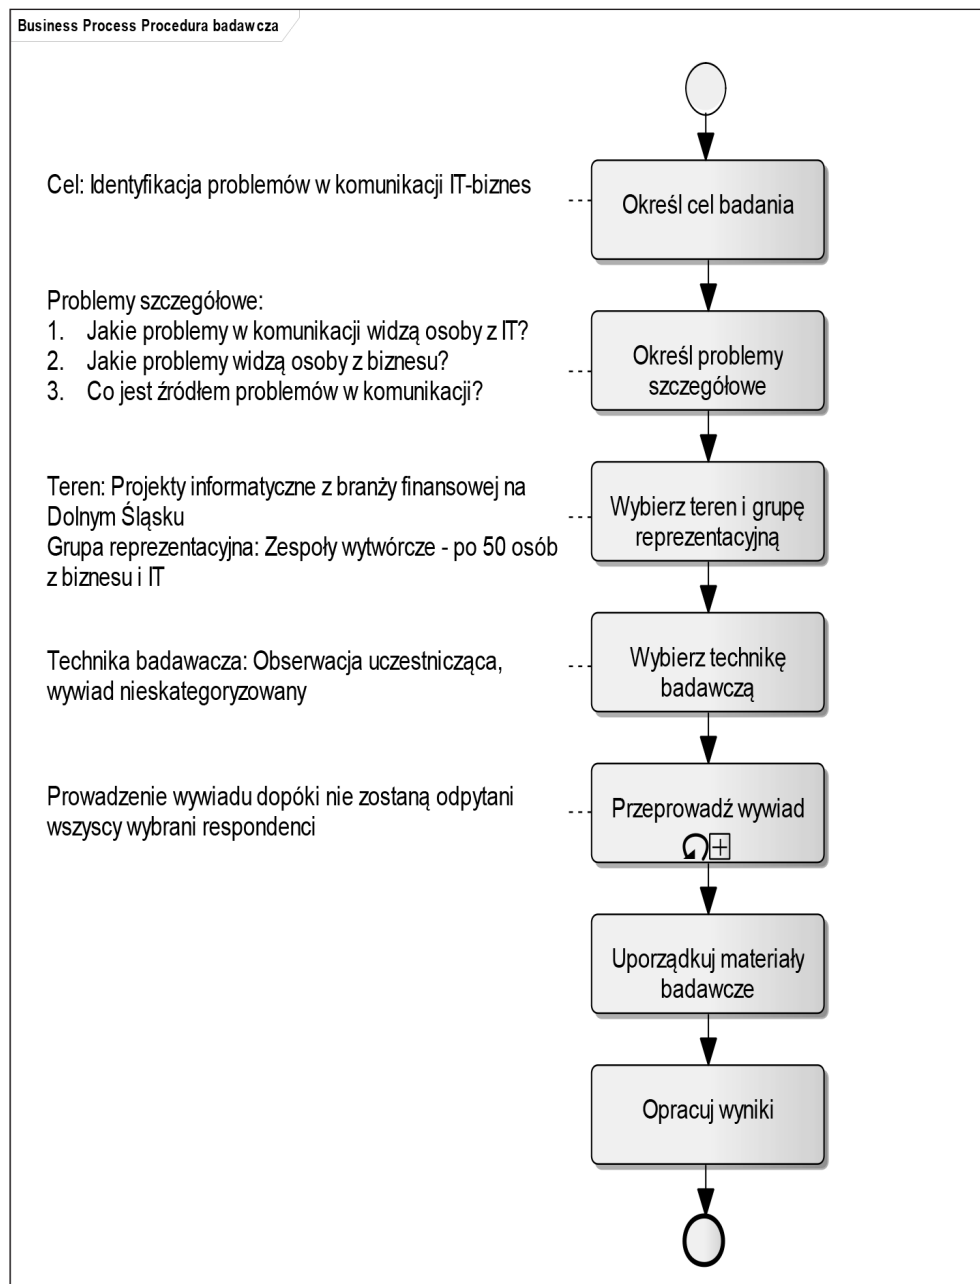 Business Process Procedura badawcza
Cel: Identyfikacja problemów w komunikacji IT-biznes
Określ cel badania
Problemy szczegółowe:
1. Jakie problemy w komunikacji widzą osoby z IT?
2. Jakie problemy widzą osoby z biznesu?
3. Co jest źródłem problemów w komunikacji?
Określ problemy
szczegółowe
Teren: Projekty informatyczne z branży finansowej na
Dolnym Śląsku
Grupa reprezentacyjna: Zespoły wytwórcze - po 50 osób
z biznesu i IT
Wybierz teren i grupę
reprezentacyjną
Technika badawacza: Obserwacja uczestnicząca,
wywiad nieskategoryzowany
Wybierz technikę
badawczą
Prowadzenie wywiadu dopóki nie zostaną odpytani
wszyscy wybrani respondenci
Przeprowadź wywiad
Uporządkuj materiały
badawcze
Opracuj wyniki